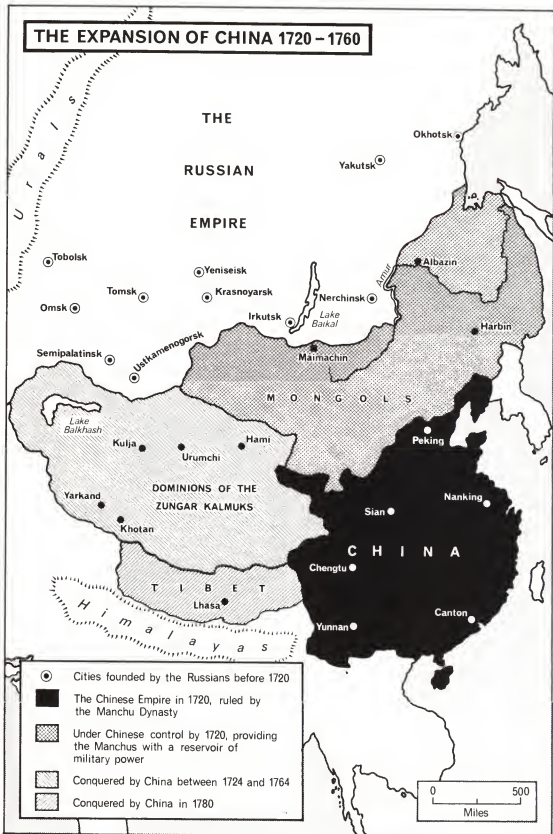 THE EXPANSION OF CHINA 1720–1760
Urals
THE
RUSSIAN
EMPIRE
Okhotsk
Yakutsk
Tobolsk
Yeniseisk
Tomsk
Krasnoyarsk
Omsk
Albazin
Amur
Nerchinsk
Irkutsk
Lake
Baikal
Harbin
Semipalatinsk
Ustkamenogorsk
Maimachin
MONGOLS
Lake
Balkhash
Kulja
Urumchi
Hami
Peking
DOMINIONS OF THE
ZUNGAR KALMUKS
Yarkand
Khotan
Sian
Nanking
CHINA
Chengtu
TIBET
Lhasa
Himalayas
Yunnan
Canton
Cities founded by the Russians before 1720
The Chinese Empire in 1720, ruled by
the Manchu Dynasty
Under Chinese control by 1720, providing
the Manchus with a reservoir of
military power
Conquered by China between 1724 and 1764
Conquered by China in 1780
0 500
Miles